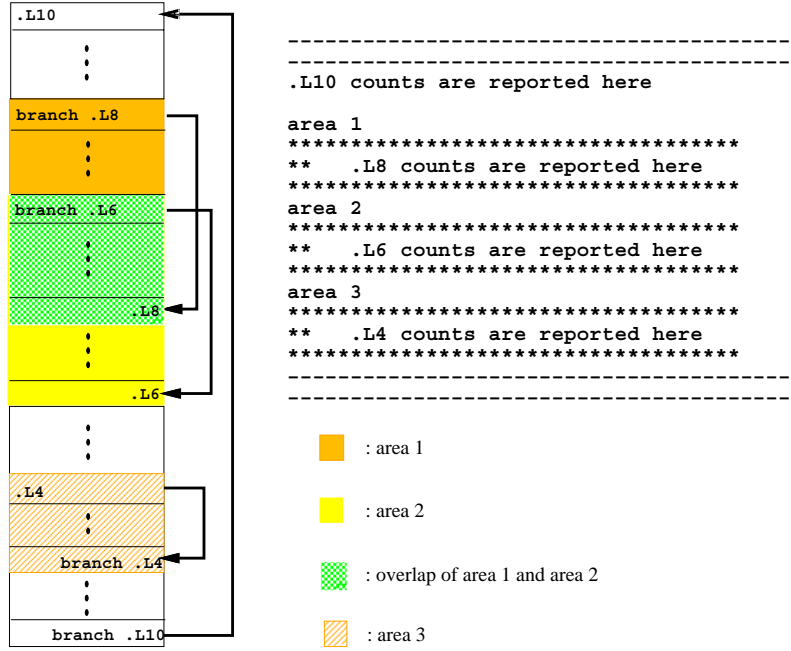 .L10
branch .L8
branch .L6
.L8
.L6
.L4
branch .L4
branch .L10
----------------------------------------
----------------------------------------
.L10 counts are reported here
area 1
************************************
** .L8 counts are reported here
************************************
area 2
************************************
** .L6 counts are reported here
************************************
area 3
************************************
** .L4 counts are reported here
************************************
----------------------------------------
----------------------------------------
: area 1
: area 2
: overlap of area 1 and area 2
: area 3